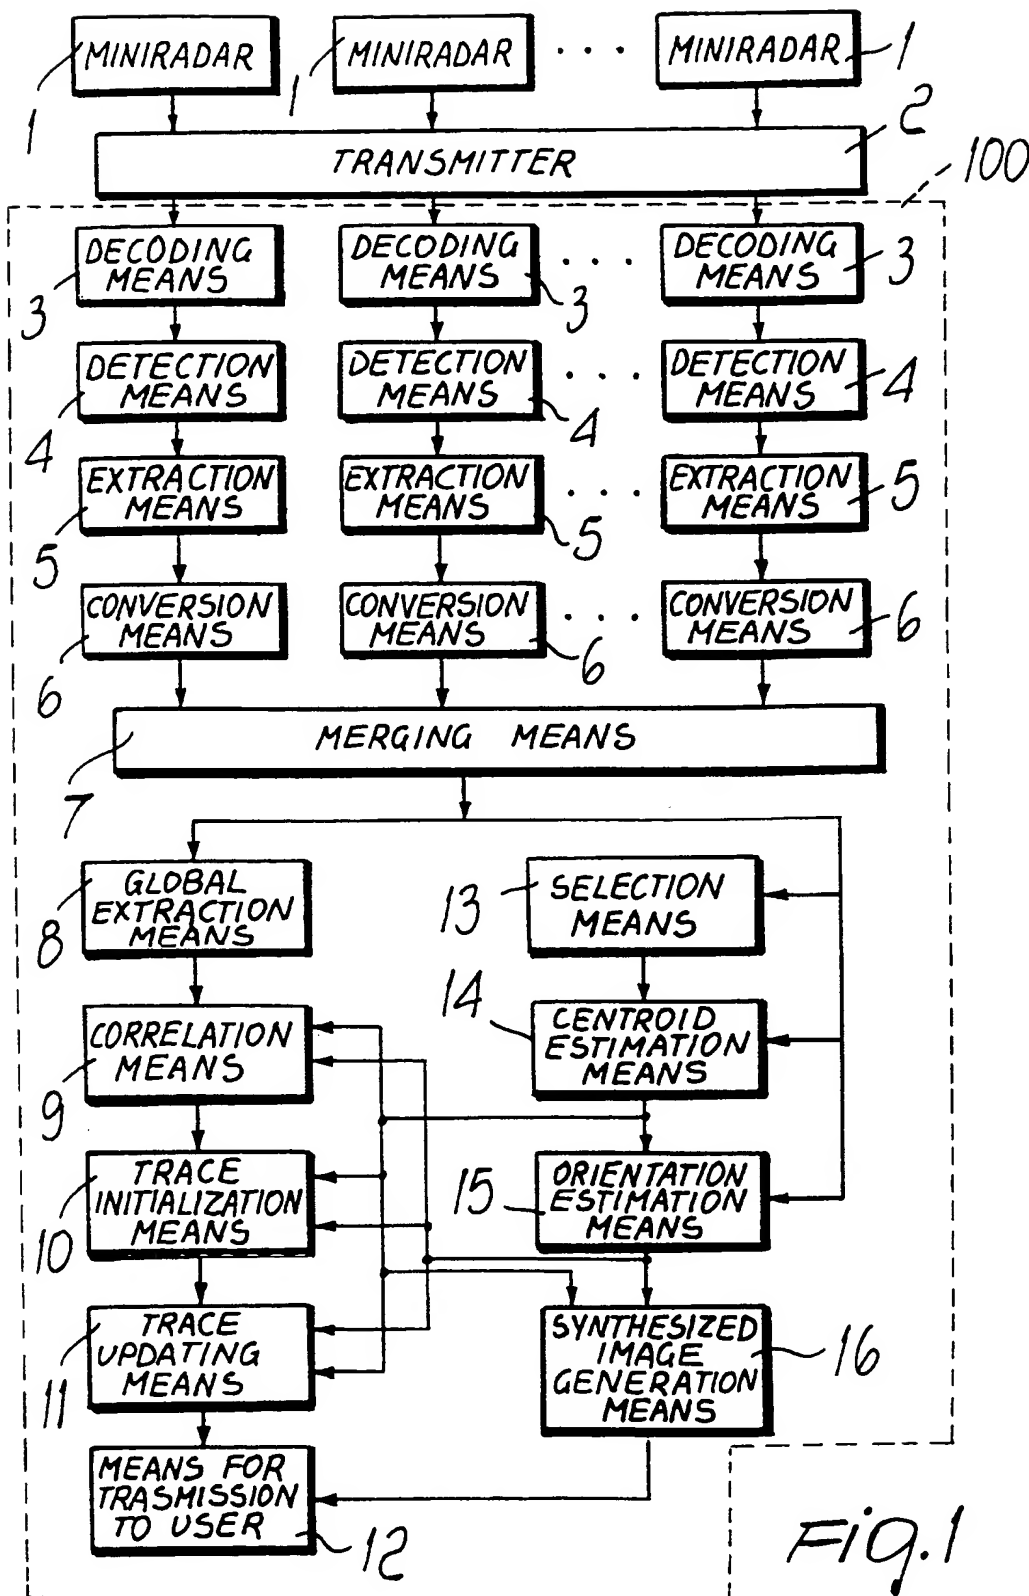 MINIRADAR MINIRADAR . . . MINIRADAR
1 1 1
TRANSMITTER
2
100
DECODING MEANS
3
DECODING MEANS
3
. . .
DECODING MEANS
3
DETECTION MEANS
4
DETECTION MEANS
4
. . .
DETECTION MEANS
4
EXTRACTION MEANS
5
EXTRACTION MEANS
5
. . .
EXTRACTION MEANS
5
CONVERSION MEANS
6
CONVERSION MEANS
6
. . .
CONVERSION MEANS
6
MERGING MEANS
7
GLOBAL
EXTRACTION
MEANS
8
13
SELECTION
MEANS
CORRELATION
MEANS
9
14
CENTROID
ESTIMATION
MEANS
TRACE
INITIALIZATION
MEANS
10
15
ORIENTATION
ESTIMATION
MEANS
TRACE
UPDATING
MEANS
11
SYNTHESIZED
IMAGE
GENERATION
MEANS
16
MEANS FOR
TRASMISSION
TO USER
12
Fig.1